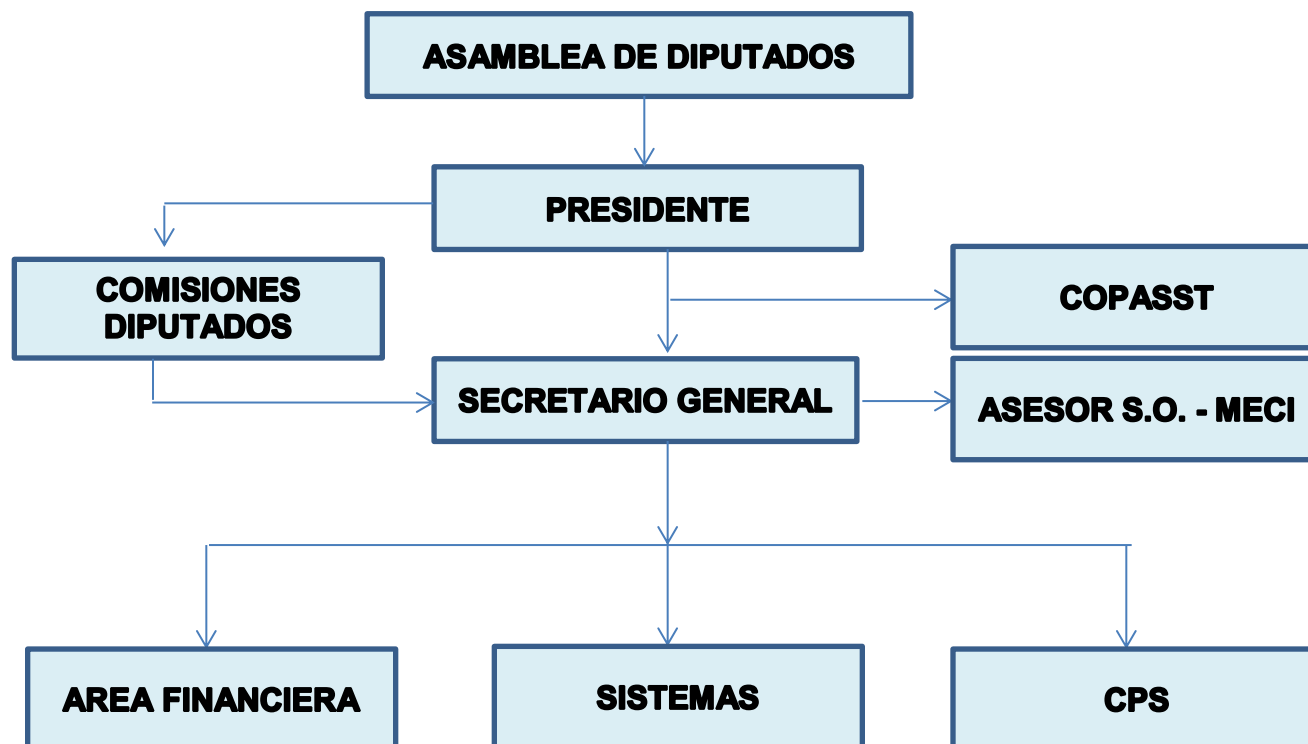 ASAMBLEA DE DIPUTADOS
PRESIDENTE
COMISIONES
DIPUTADOS
COPASST
SECRETARIO GENERAL
ASESOR S.O. - MECI
AREA FINANCIERA
SISTEMAS
CPS